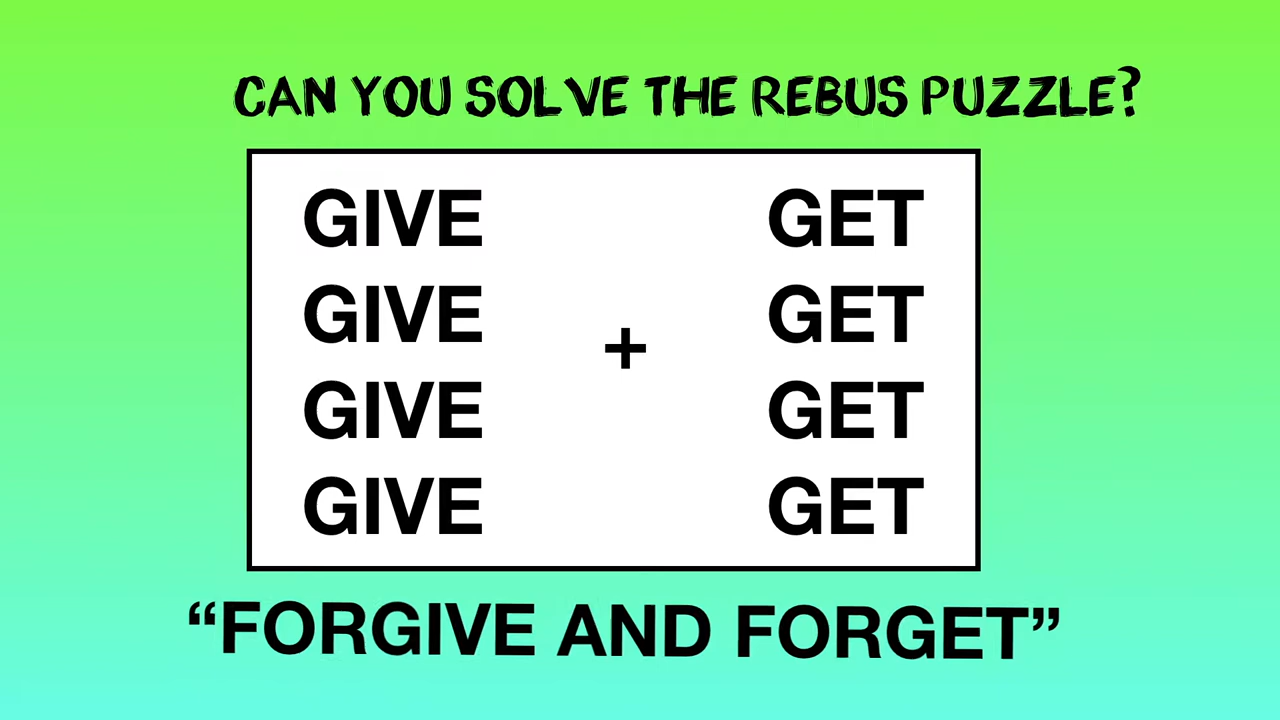 CAN YOU SOLVE THE REBUS PUZZLE?
GIVE GET
GIVE GET
+
GIVE GET
GIVE GET
“FORGIVE AND FORGET”